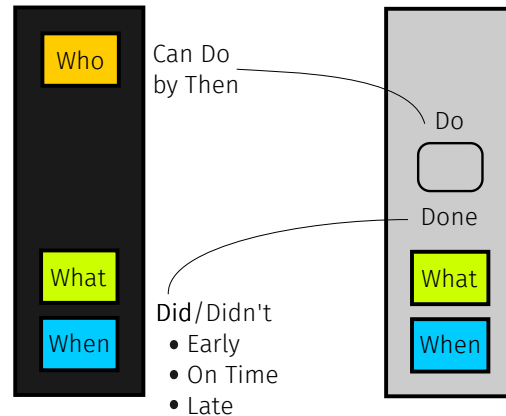 Who
Can Do
by Then
Do
Done
What
When
Did/Didn't
• Early
• On Time
• Late
What
When